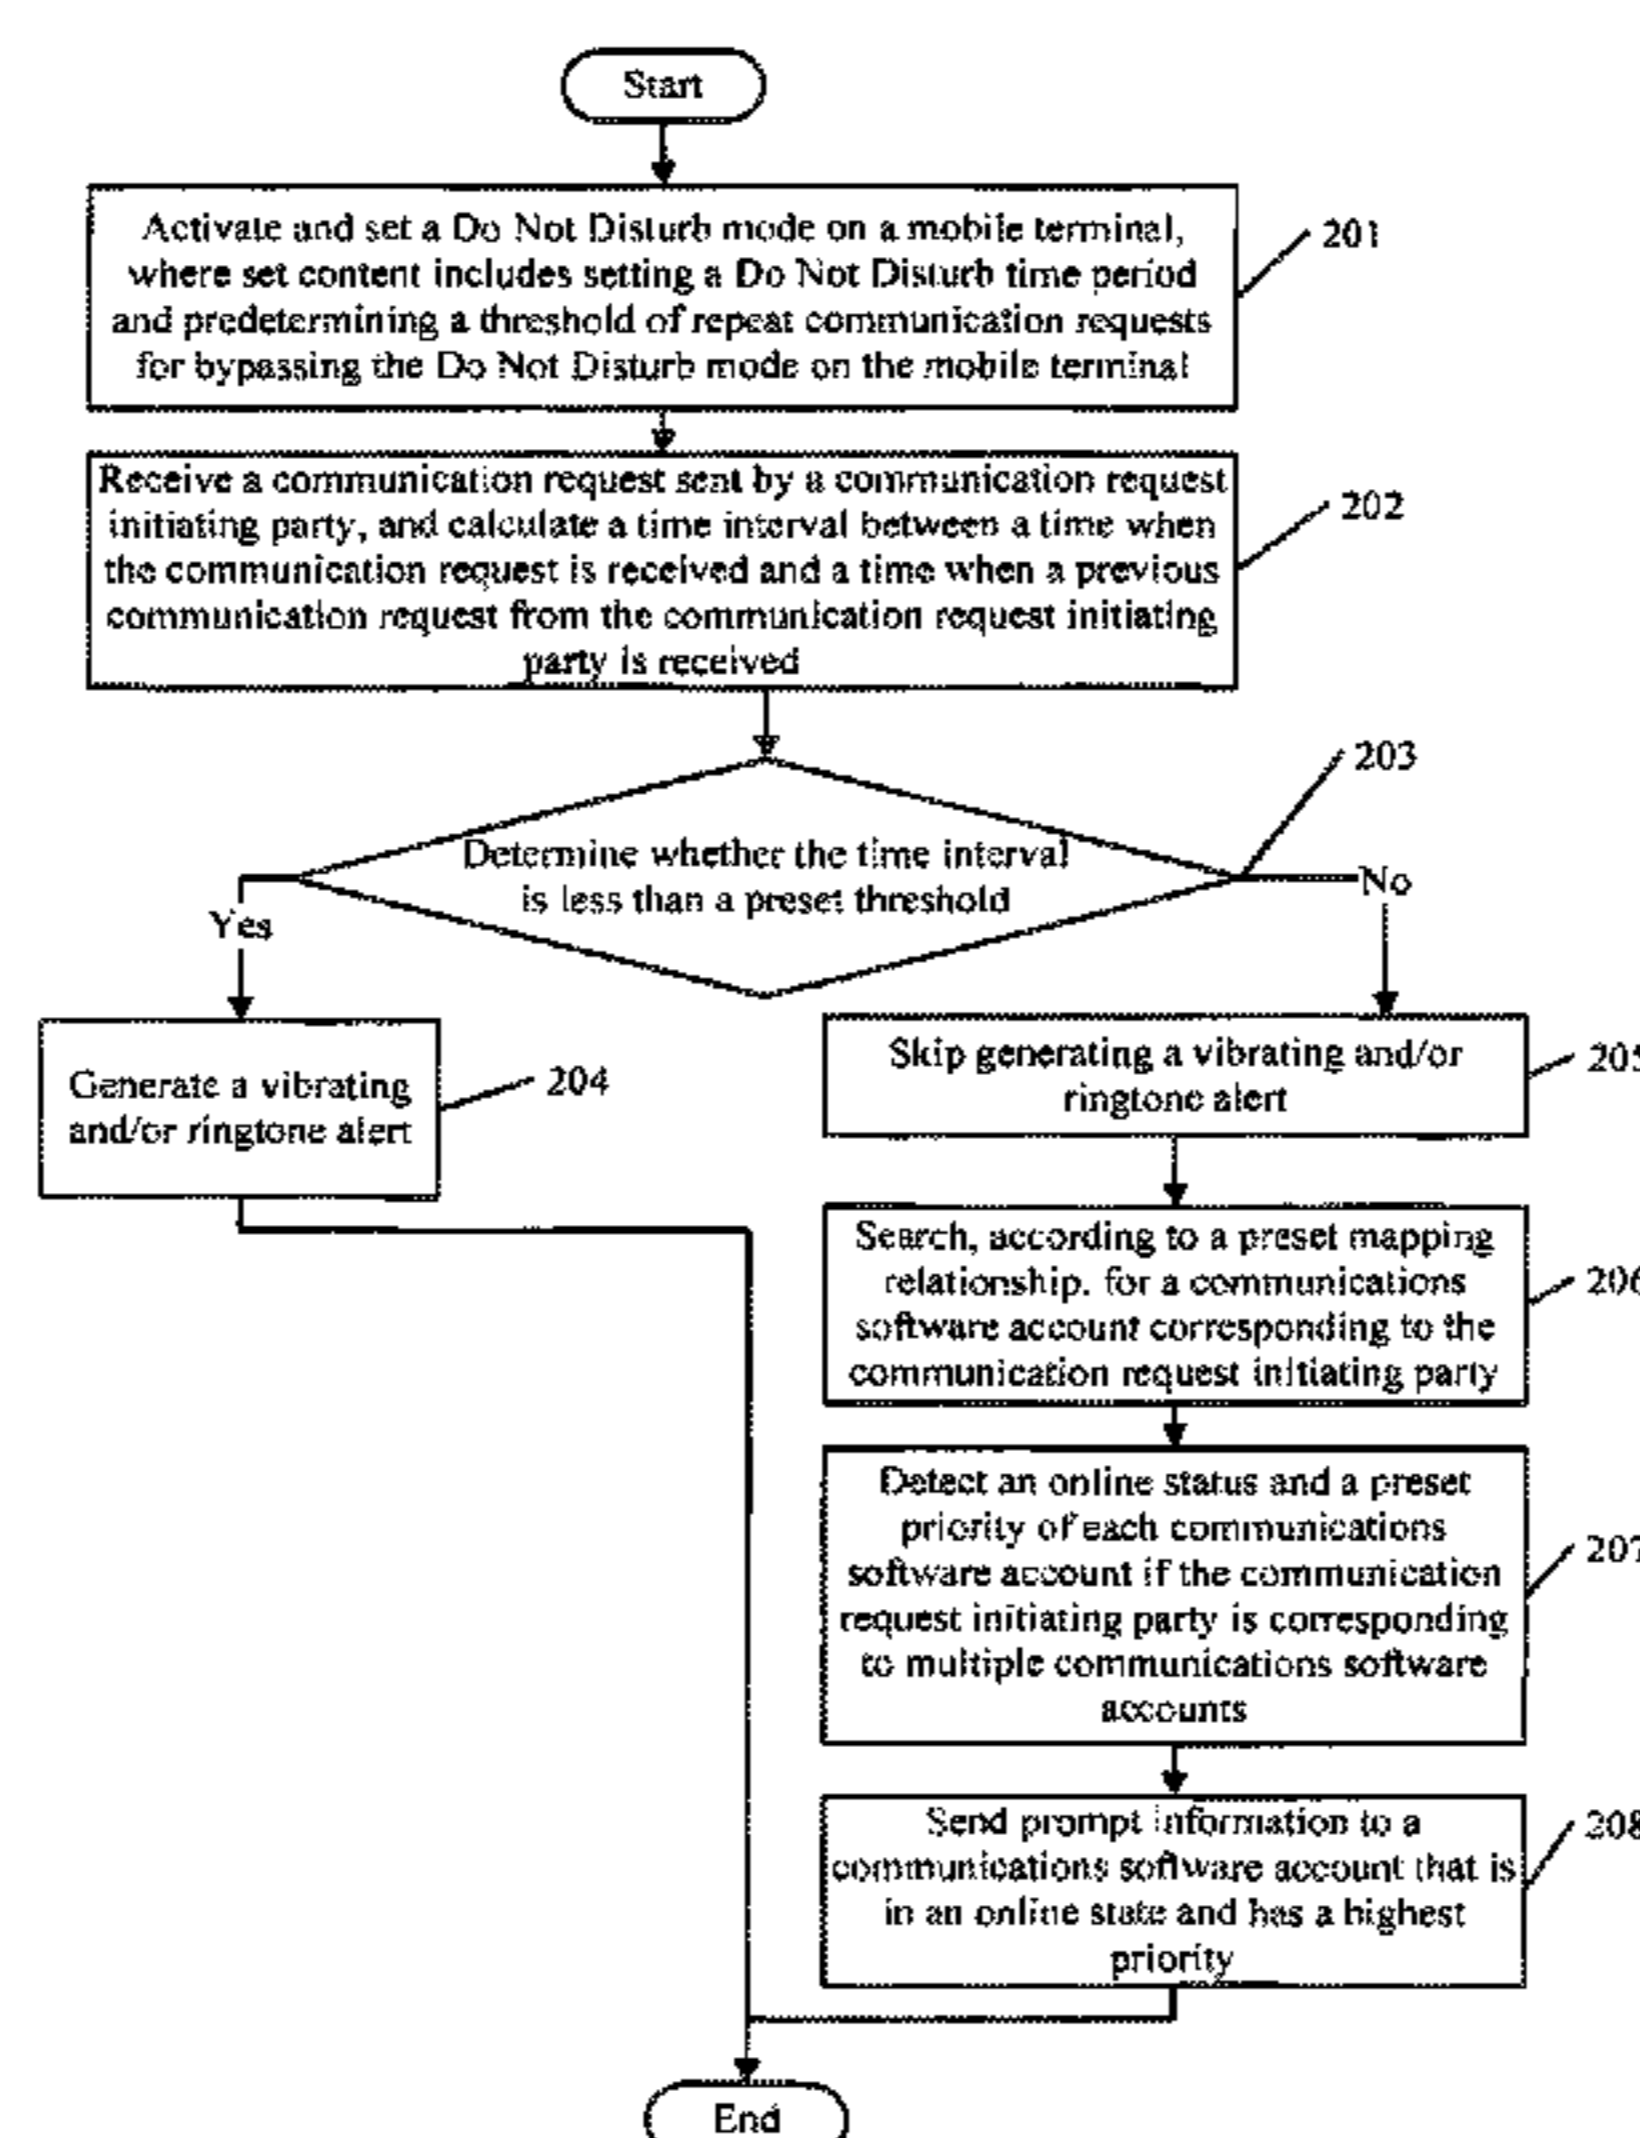 Start
Activate and set a Do Not Disturb mode on a mobile terminal,
where set content includes setting a Do Not Disturb time period
and predetermining a threshold of repeat communication requests
for bypassing the Do Not Disturb mode on the mobile terminal
201
Receive a communication request sent by a communication request
initiating party, and calculate a time interval between a time when
the communication request is received and a time when a previous
communication request from the communication request initiating
party is received
202
203
Determine whether the time interval
is less than a preset threshold
Yes
No
Generate a vibrating
and/or ringtone alert
204
Skip generating a vibrating and/or
ringtone alert
205
Search, according to a preset mapping
relationship. for a communications
software account corresponding to the
communication request initiating party
206
Detect an online status and a preset
priority of each communications
software account if the communication
request initiating party is corresponding
to multiple communications software
accounts
207
Send prompt information to a
communications software account that is
in an online state and has a highest
priority
208
End